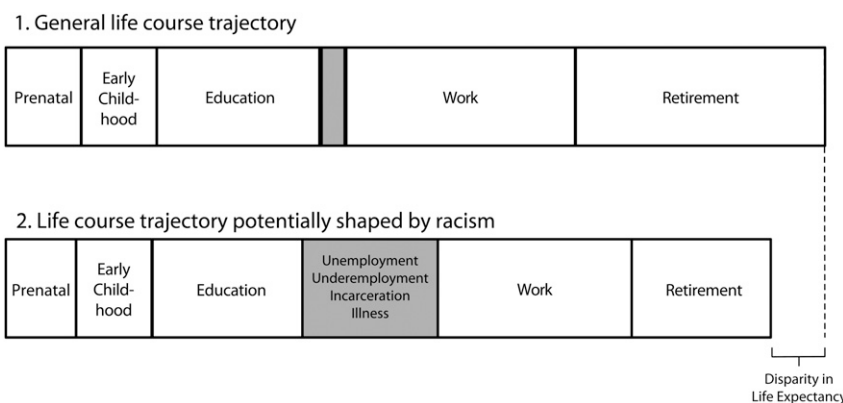 1. General life course trajectory
Prenatal
Early
Child-
hood
Education
Work
Retirement
2. Life course trajectory potentially shaped by racism
Prenatal
Early
Child-
hood
Education
Unemployment
Underemployment
Incarceration
Illness
Work
Retirement
Disparity in
Life Expectancy